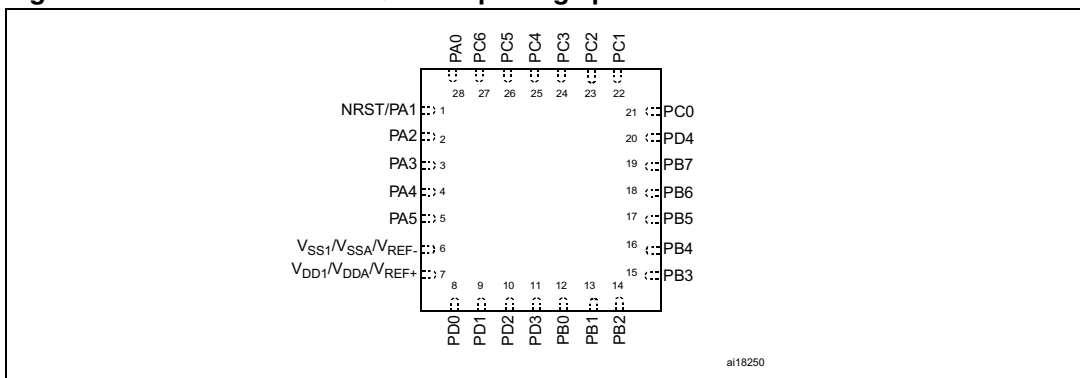 PA0 PC6 PC5 PC4 PC3 PC2 PC1
28 27 26 25 24 23 22
NRST/PA1 1 21 PC0
PA2 2 20 PD4
PA3 3 19 PB7
PA4 4 18 PB6
PA5 5 17 PB5
VSS1/VSSA/VREF- 6 16 PB4
VDD1/VDDA/VREF+ 7 15 PB3
8 9 10 11 12 13 14
PD0 PD1 PD2 PD3 PB0 PB1 PB2
ai18250